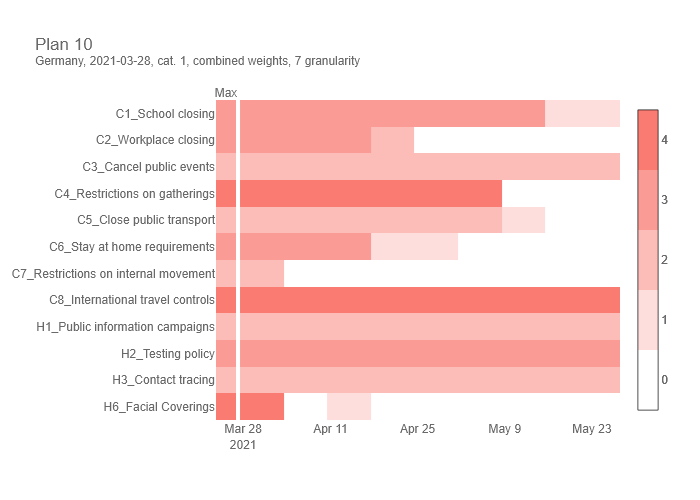 Plan 10
Germany, 2021-03-28, cat. 1, combined weights, 7 granularity
Max
C1_School closing
C2_Workplace closing
C3_Cancel public events
C4_Restrictions on gatherings
C5_Close public transport
C6_Stay at home requirements
C7_Restrictions on internal movement
C8_International travel controls
H1_Public information campaigns
H2_Testing policy
H3_Contact tracing
H6_Facial Coverings
Mar 28 Apr 11 Apr 25 May 9 May 23
2021
4
3
2
1
0